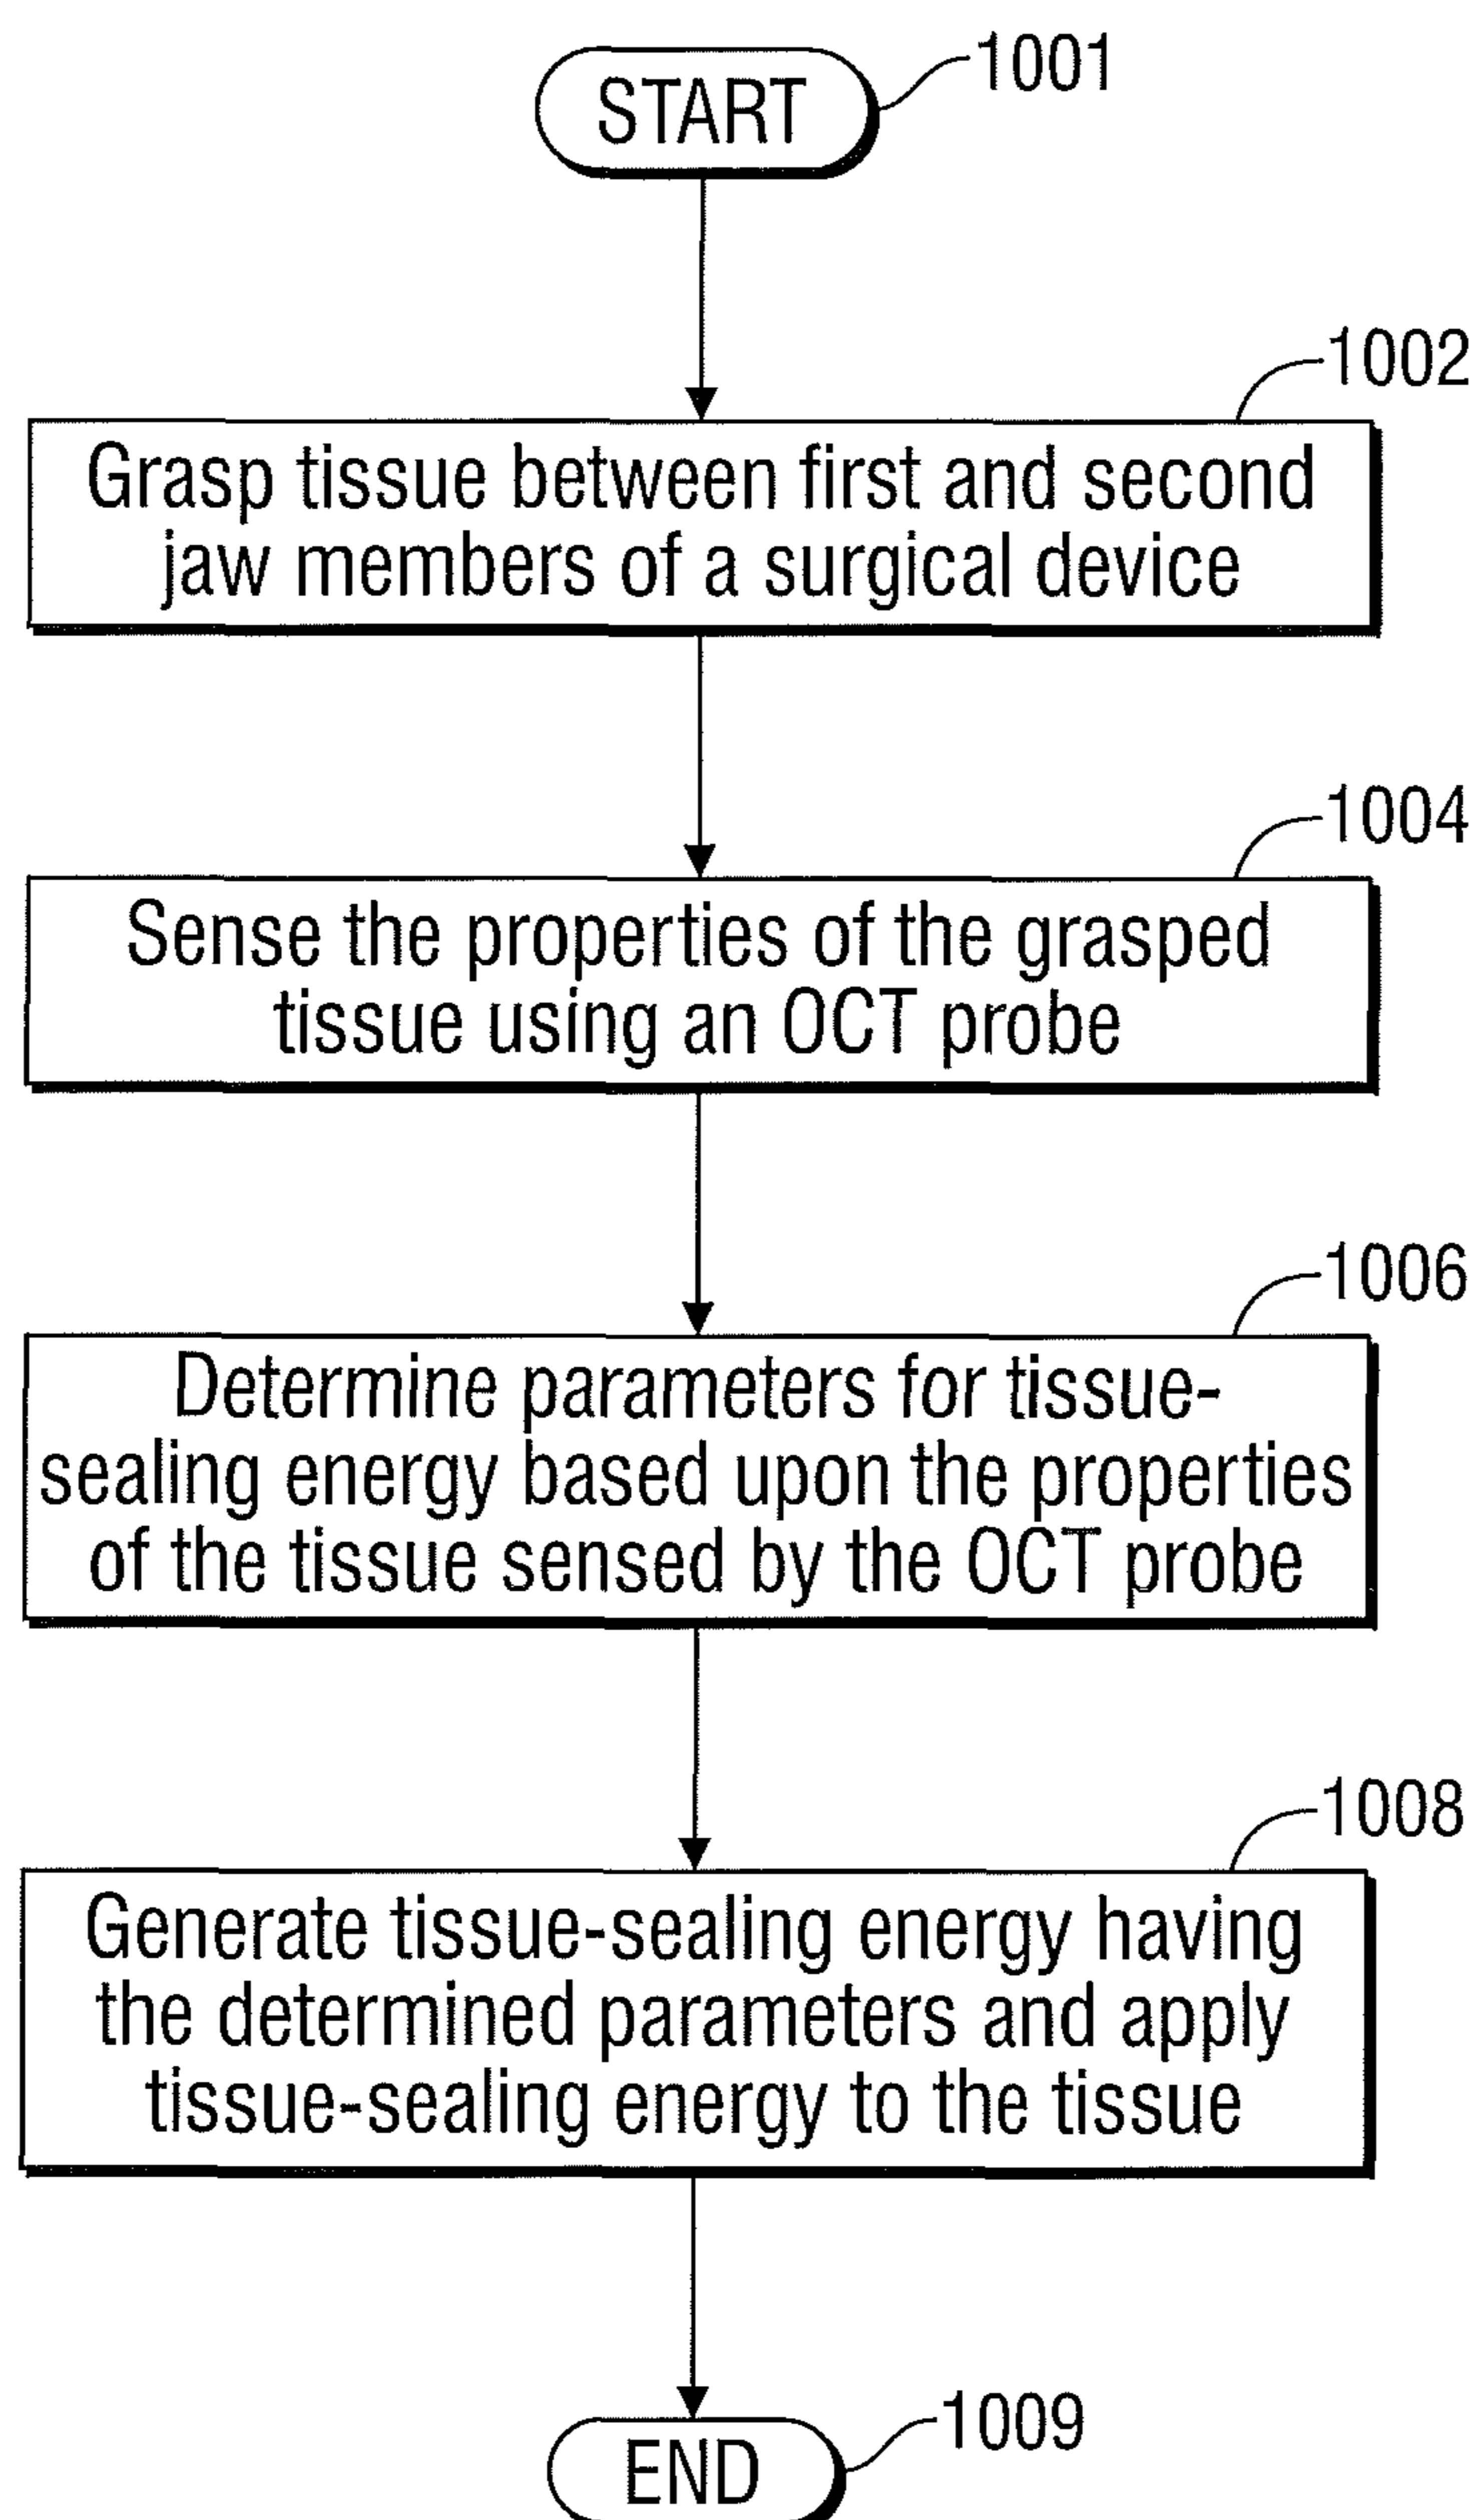 START
1001
1002
Grasp tissue between first and second
jaw members of a surgical device
1004
Sense the properties of the grasped
tissue using an OCT probe
1006
Determine parameters for tissue-
sealing energy based upon the properties
of the tissue sensed by the OCT probe
1008
Generate tissue-sealing energy having
the determined parameters and apply
tissue-sealing energy to the tissue
1009
END